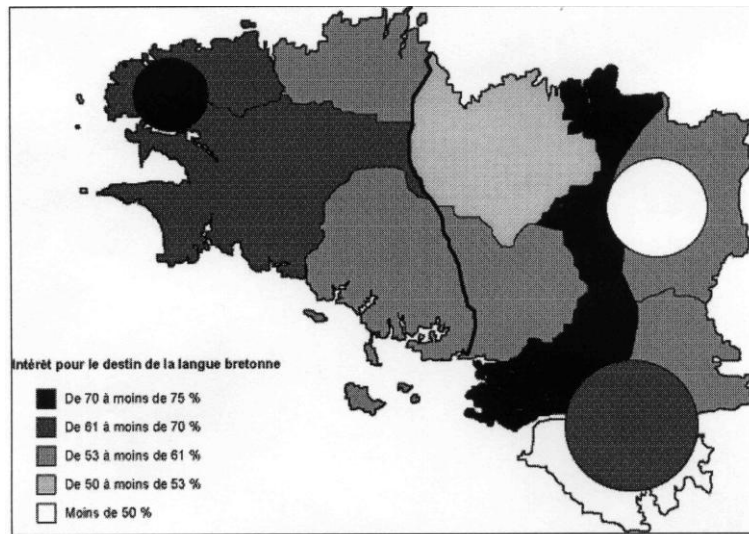 Intérêt pour le destin de la langue bretonne
De 70 à moins de 75 %
De 61 à moins de 70 %
De 53 à moins de 61 %
De 50 à moins de 53 %
Moins de 50 %